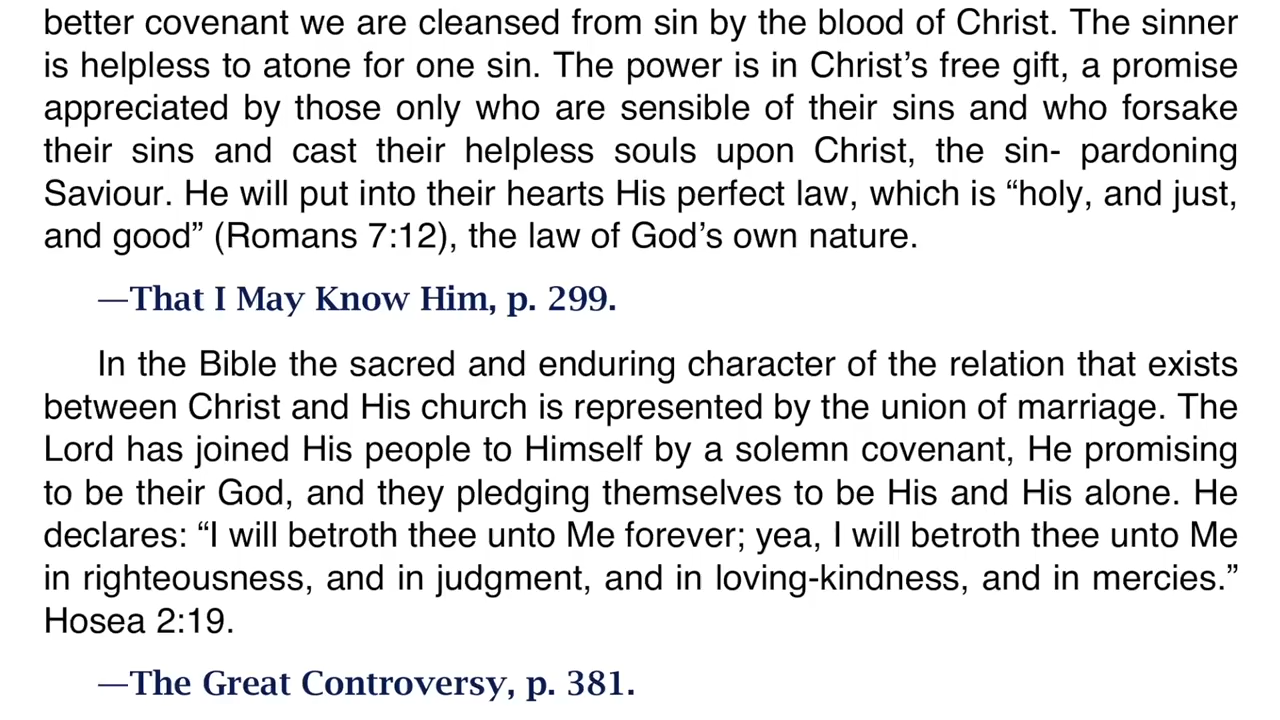 better covenant we are cleansed from sin by the blood of Christ. The sinner
is helpless to atone for one sin. The power is in Christ’s free gift, a promise
appreciated by those only who are sensible of their sins and who forsake
their sins and cast their helpless souls upon Christ, the sin- pardoning
Saviour. He will put into their hearts His perfect law, which is “holy, and just,
and good” (Romans 7:12), the law of God’s own nature.
—That I May Know Him, p. 299.
In the Bible the sacred and enduring character of the relation that exists
between Christ and His church is represented by the union of marriage. The
Lord has joined His people to Himself by a solemn covenant, He promising
to be their God, and they pledging themselves to be His and His alone. He
declares: “I will betroth thee unto Me forever; yea, I will betroth thee unto Me
in righteousness, and in judgment, and in loving-kindness, and in mercies.”
Hosea 2:19.
—The Great Controversy, p. 381.